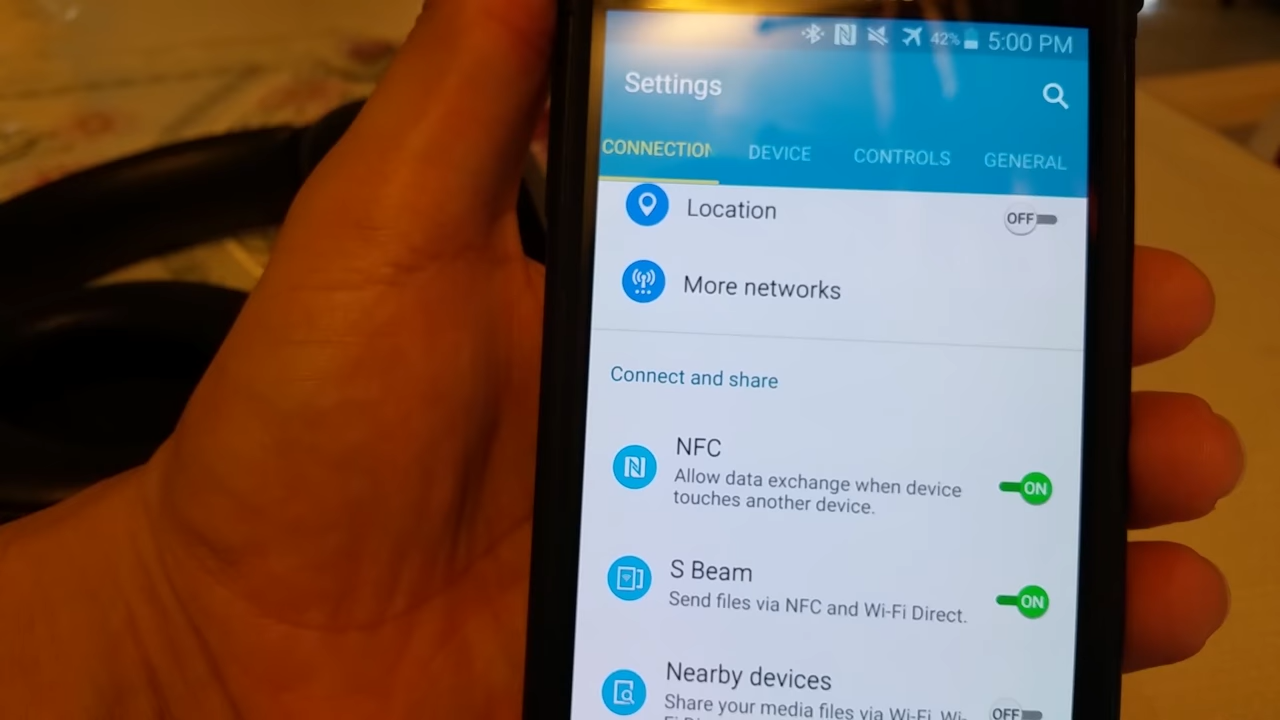 42% 5:00 PM
Settings
CONNECTION DEVICE CONTROLS GENERAL
Location OFF
More networks
Connect and share
NFC
Allow data exchange when device
touches another device.
ON
S Beam
Send files via NFC and Wi-Fi Direct.
ON
Nearby devices
Share your media files via Wi-Fi, Wi-
Fi
OFF